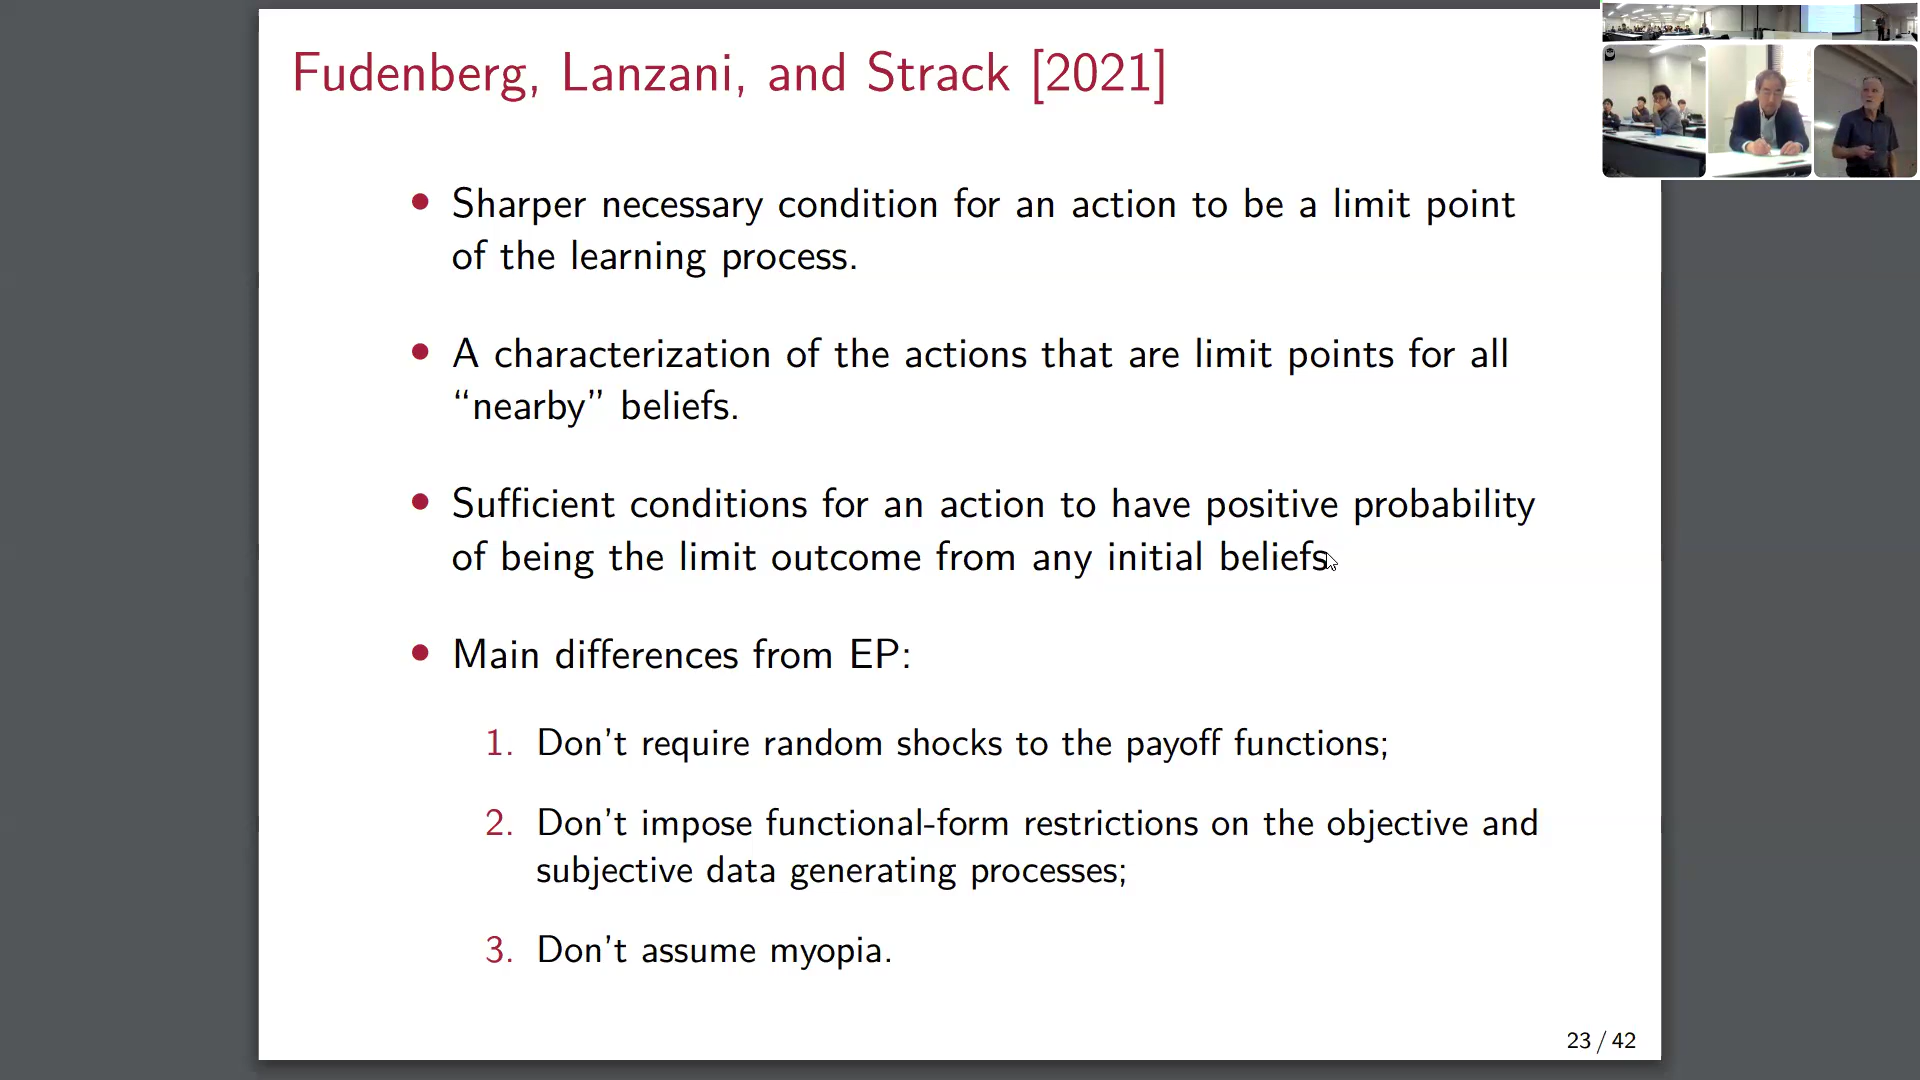 Fudenberg, Lanzani, and Strack [2021]
• Sharper necessary condition for an action to be a limit point
of the learning process.
• A characterization of the actions that are limit points for all
“nearby” beliefs.
• Sufficient conditions for an action to have positive probability
of being the limit outcome from any initial beliefs.
• Main differences from EP:
1. Don’t require random shocks to the payoff functions;
2. Don’t impose functional-form restrictions on the objective and
subjective data generating processes;
3. Don’t assume myopia.
23 / 42